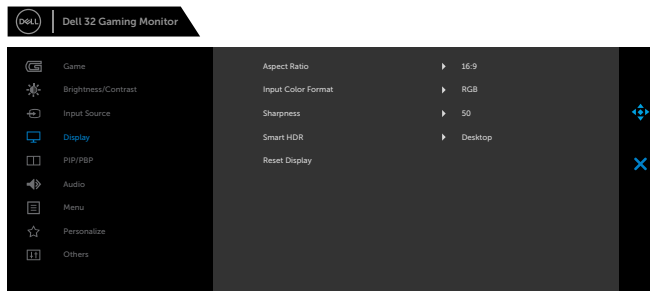 DELL Dell 32 Gaming Monitor
Game
Brightness/Contrast
Input Source
Display
PIP/PBP
Audio
Menu
Personalize
Others
Aspect Ratio 16:9
Input Color Format RGB
Sharpness 50
Smart HDR Desktop
Reset Display